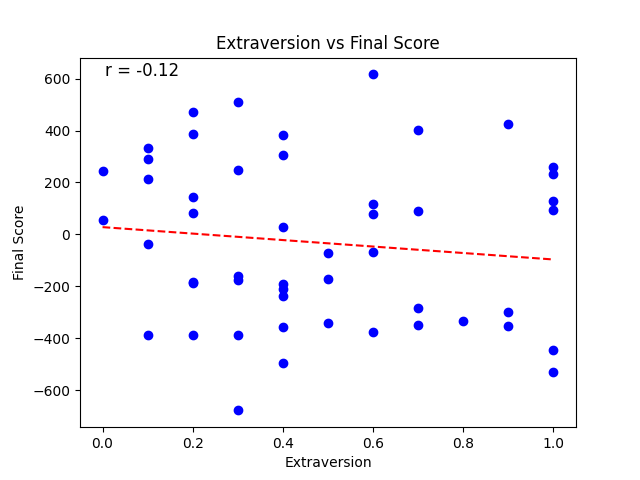 Extraversion vs Final Score
r = -0.12
600
400
200
0
−200
−400
−600
Final Score
0.0 0.2 0.4 0.6 0.8 1.0
Extraversion